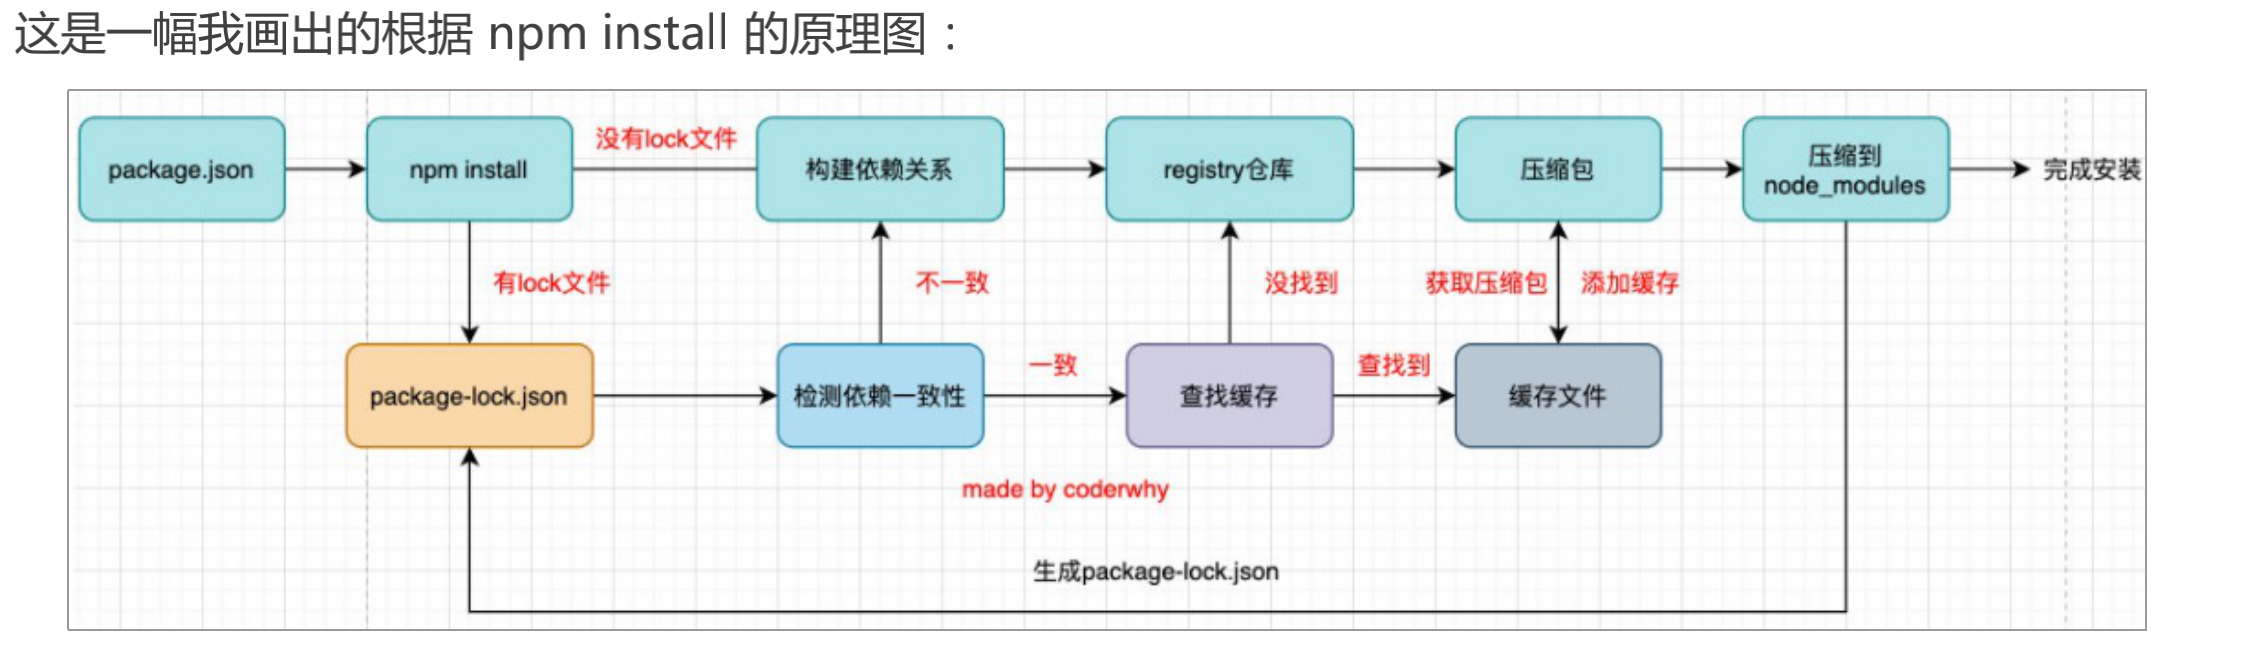 这是一幅我画出的根据 npm install 的原理图：
package.json
npm install
没有lock文件
构建依赖关系
registry仓库
压缩包
压缩到
node_modules
完成安装
有lock文件
不一致
没找到
获取压缩包
添加缓存
package-lock.json
检测依赖一致性
一致
查找缓存
查找到
缓存文件
made by coderwhy
生成package-lock.json